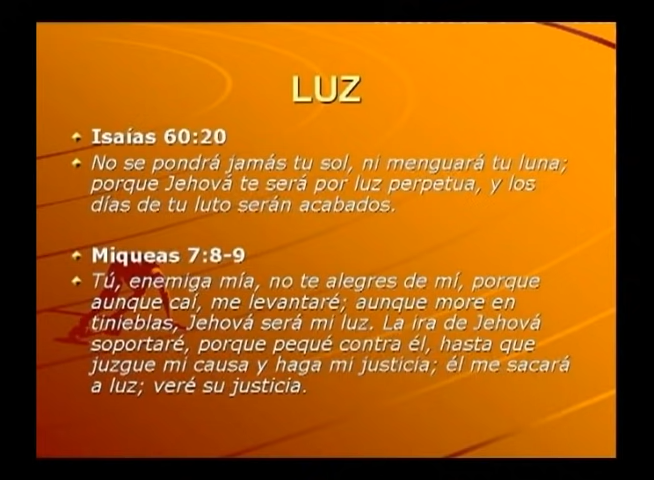 LUZ
Isaías 60:20
No se pondrá jamás tu sol, ni menguará tu luna;
porque Jehová te será por luz perpetua, y los
días de tu luto serán acabados.
Miqueas 7:8-9
Tú, enemiga mía, no te alegres de mí, porque
aunque caí, me levantaré; aunque more en
tinieblas, Jehová será mi luz. La ira de Jehová
soportaré, porque pequé contra él, hasta que
juzgue mi causa y haga mi justicia; él me sacará
a luz; veré su justicia.